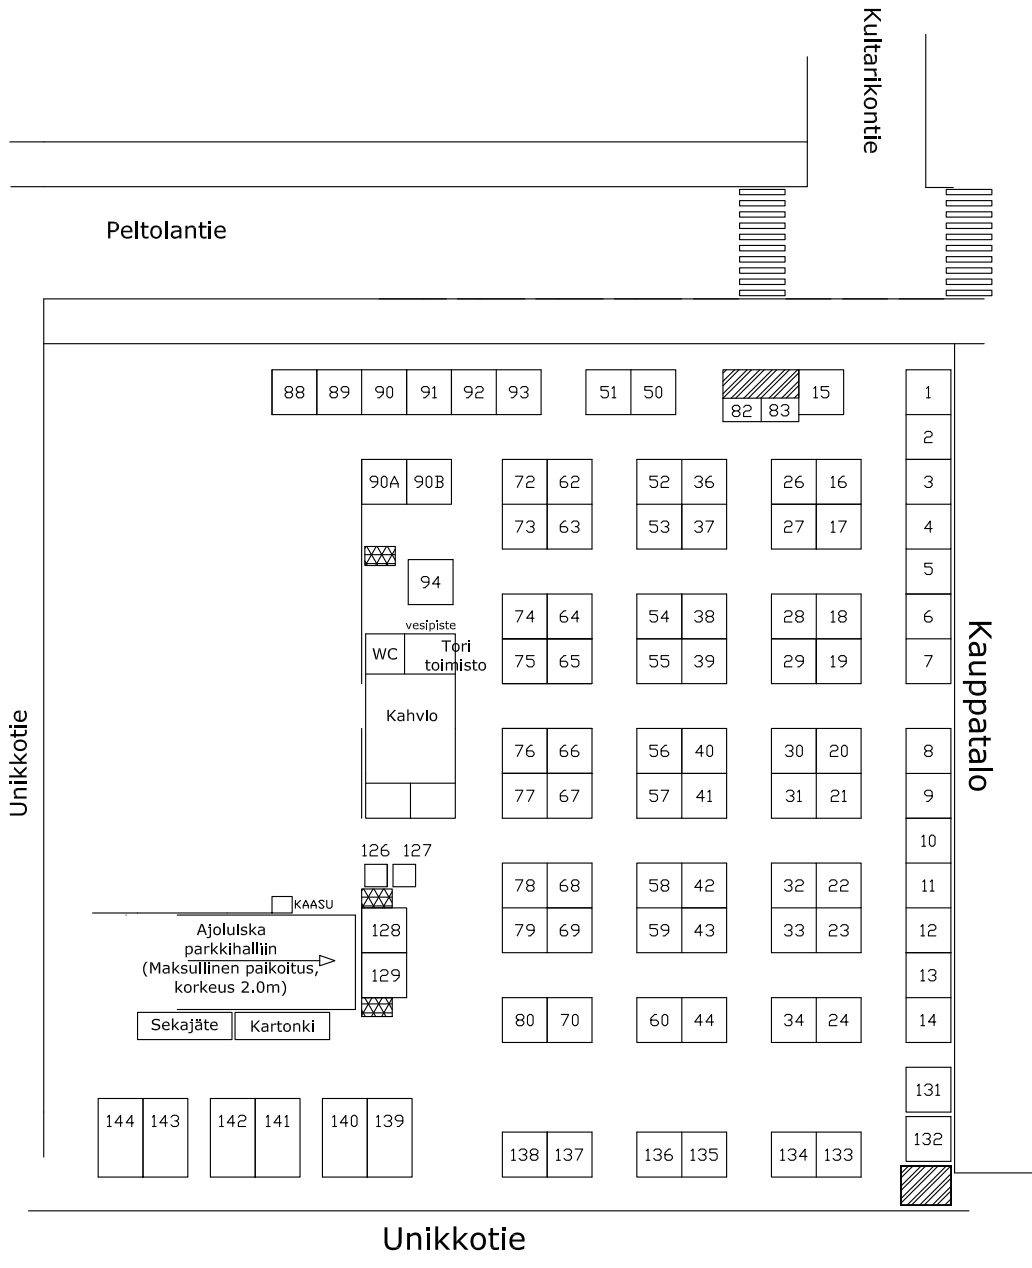 Kultarikontie
Peltolantie
88 89 90 91 92 93 51 50 15 1
82 83
2
90A 90B 72 62 52 36 26 16 3
73 63 53 37 27 17 4
5
94
74 64 54 38 28 18 6
vesipiste
WC Tori
toimisto
75 65 55 39 29 19 7
Kauppatalo
Kahvlo
Unikkotie
76 66 56 40 30 20 8
77 67 57 41 31 21 9
10
126 127
78 68 58 42 32 22 11
KAASU
128 79 69 59 43 33 23 12
Ajolulska
parkkihalliin
(Maksullinen paikoitus,
korkeus 2.0m)
129 13
Sekajäte Kartonki
80 70 60 44 34 24 14
131
144 143 142 141 140 139
132
138 137 136 135 134 133
Unikkotie